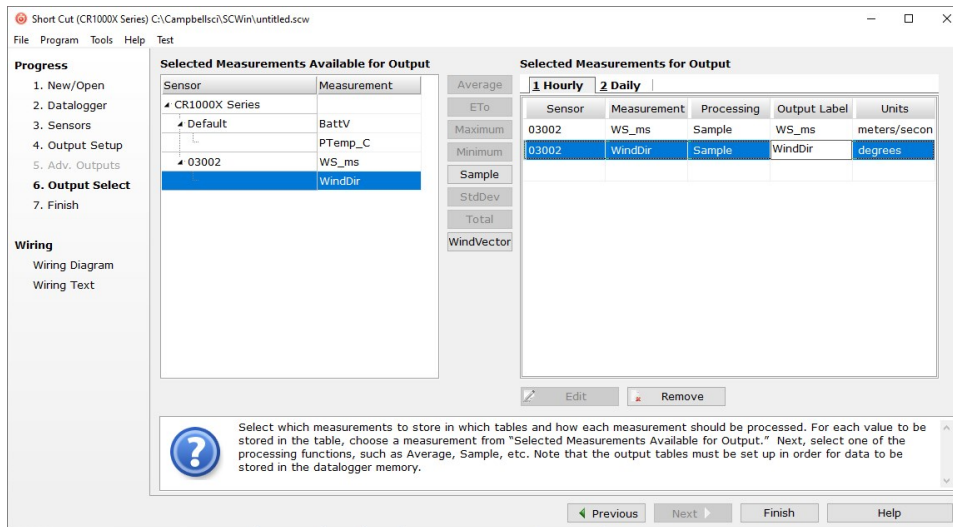 Short Cut (CR1000X Series) C:\Campbellsci\SCWin\untitled.scw
File Program Tools Help Test
Progress
1. New/Open
2. Datalogger
3. Sensors
4. Output Setup
5. Adv. Outputs
6. Output Select
7. Finish
Wiring
Wiring Diagram
Wiring Text
Selected Measurements Available for Output
Sensor Measurement
CR1000X Series
Default BattV
PTemp_C
03002 WS_ms
WindDir
Average
ETo
Maximum
Minimum
Sample
StdDev
Total
WindVector
Selected Measurements for Output
1 Hourly 2 Daily
Sensor Measurement Processing Output Label Units
03002 WS_ms Sample WS_ms meters/secon
03002 WindDir Sample WindDir degrees
Edit Remove
Select which measurements to store in which tables and how each measurement should be processed. For each value to be
stored in the table, choose a measurement from “Selected Measurements Available for Output.” Next, select one of the
processing functions, such as Average, Sample, etc. Note that the output tables must be set up in order for data to be
stored in the datalogger memory.
Previous Next Finish Help